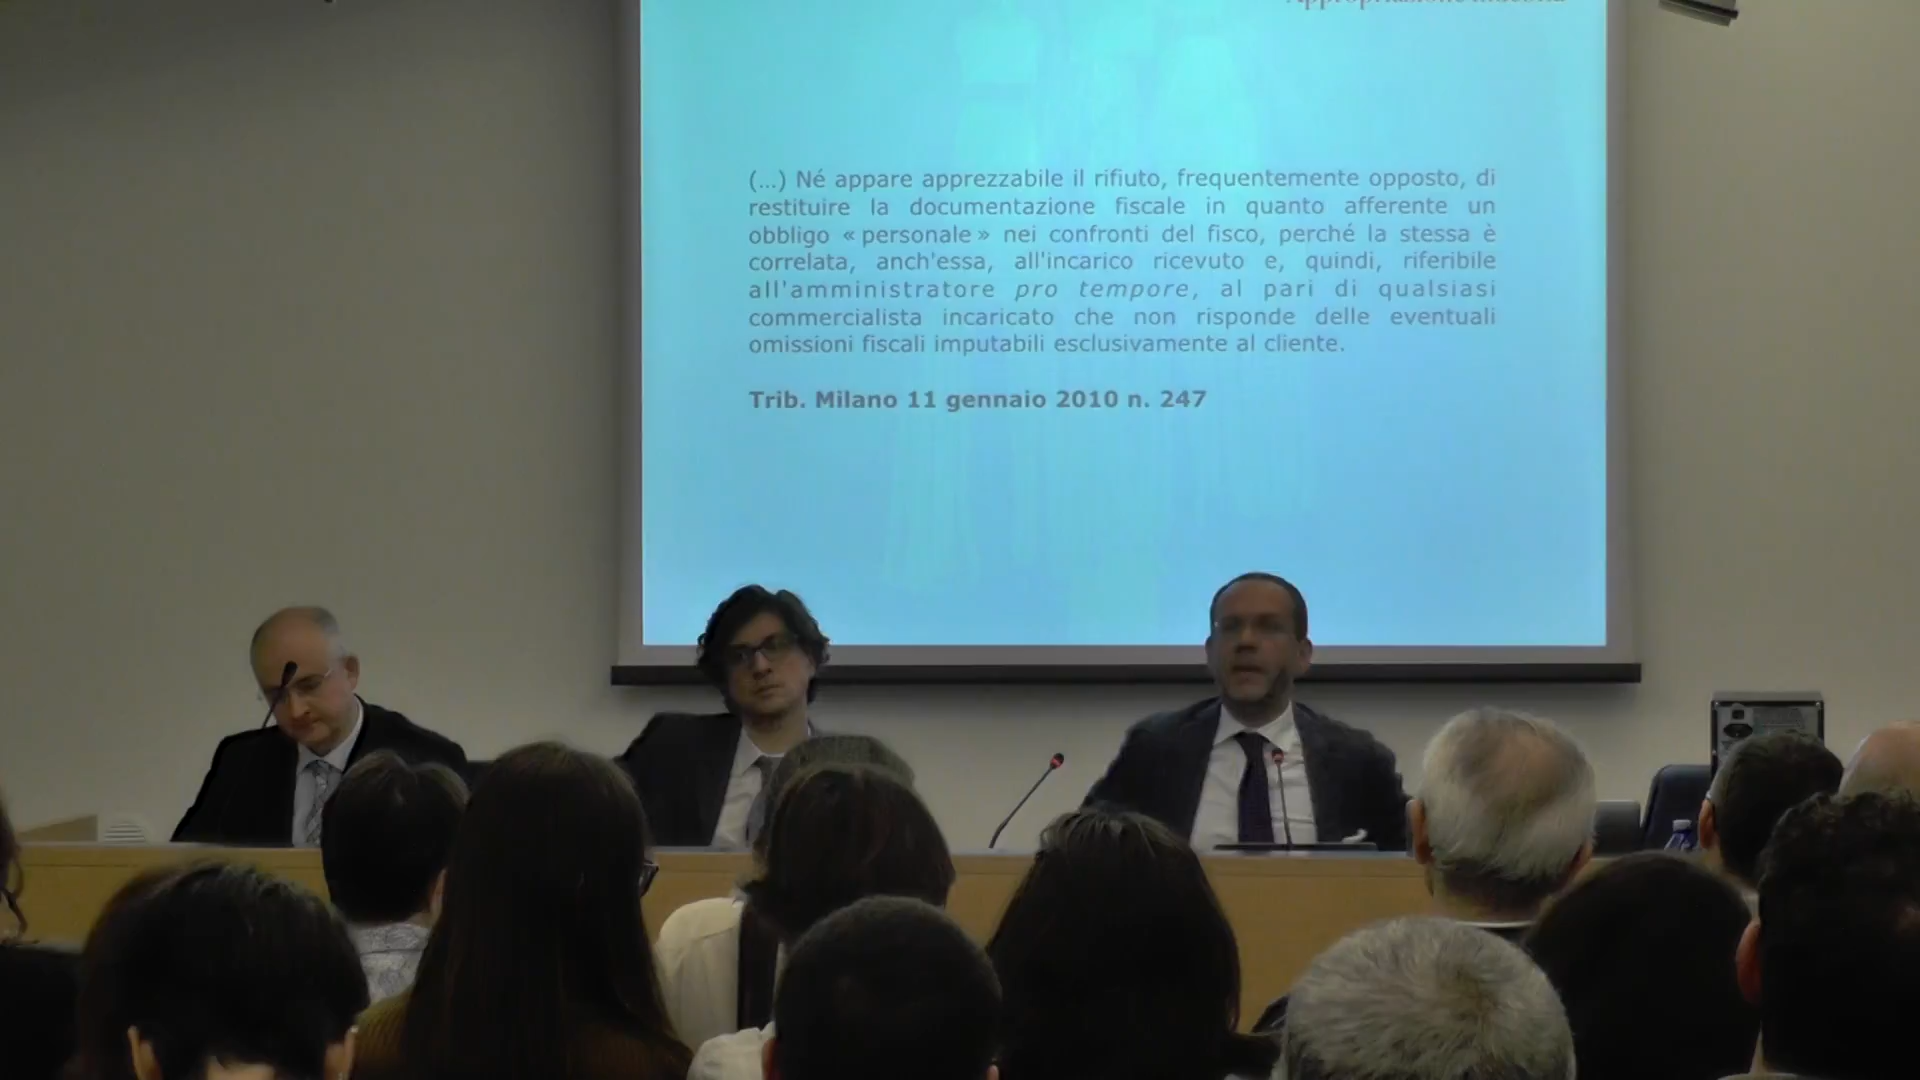 (...) Né appare apprezzabile il rifiuto, frequentemente opposto, di
restituire la documentazione fiscale in quanto afferente un
obbligo «personale» nei confronti del fisco, perché la stessa è
correlata, anch'essa, all'incarico ricevuto e, quindi, riferibile
all'amministratore pro tempore, al pari di qualsiasi
commercialista incaricato che non risponde delle eventuali
omissioni fiscali imputabili esclusivamente al cliente.
Trib. Milano 11 gennaio 2010 n. 247